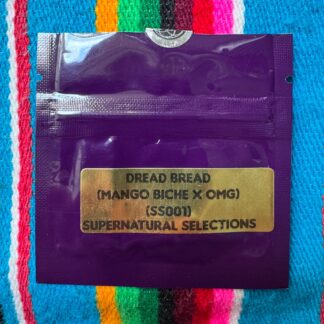 DREAD BREAD
(MANGO BICHE X OMG)
(SS001)
SUPERNATURAL SELECTIONS